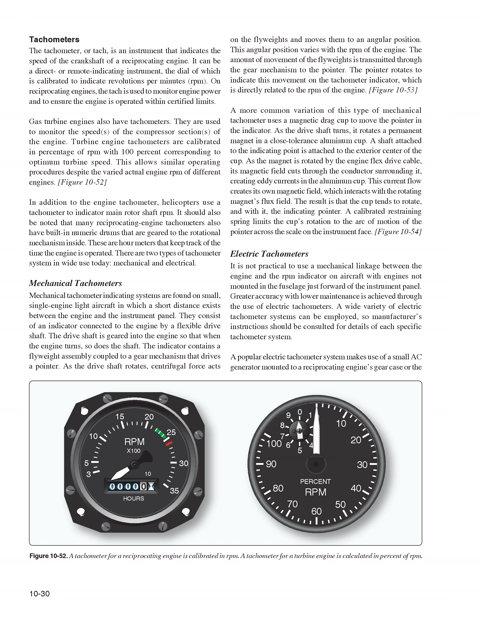 Tachometers
The tachometer, or tach, is an instrument that indicates the
speed of the crankshaft of a reciprocating engine. It can be
a direct- or remote-indicating instrument, the dial of which
is calibrated to indicate revolutions per minutes (rpm). On
reciprocating engines, the tach is used to monitor engine power
and to ensure the engine is operated within certified limits.
Gas turbine engines also have tachometers. They are used
to monitor the speed(s) of the compressor section(s) of
the engine. Turbine engine tachometers are calibrated
in percentage of rpm with 100 percent corresponding to
optimum turbine speed. This allows similar operating
procedures despite the varied actual engine rpm of different
engines. [Figure 10-52]
In addition to the engine tachometer, helicopters use a
tachometer to indicator main rotor shaft rpm. It should also
be noted that many reciprocating-engine tachometers also
have built-in numeric drums that are geared to the rotational
mechanism inside. These are hour meters that keep track of the
time the engine is operated. There are two types of tachometer
system in wide use today: mechanical and electrical.
Mechanical Tachometers
Mechanical tachometer indicating systems are found on small,
single-engine light aircraft in which a short distance exists
between the engine and the instrument panel. They consist
of an indicator connected to the engine by a flexible drive
shaft. The drive shaft is geared into the engine so that when
the engine turns, so does the shaft. The indicator contains a
flyweight assembly coupled to a gear mechanism that drives
a pointer. As the drive shaft rotates, centrifugal force acts
on the flyweights and moves them to an angular position.
This angular position varies with the rpm of the engine. The
amount of movement of the flyweights is transmitted through
the gear mechanism to the pointer. The pointer rotates to
indicate this movement on the tachometer indicator, which
is directly related to the rpm of the engine. [Figure 10-53]
A more common variation of this type of mechanical
tachometer uses a magnetic drag cup to move the pointer in
the indicator. As the drive shaft turns, it rotates a permanent
magnet in a close-tolerance aluminum cup. A shaft attached
to the indicating point is attached to the exterior center of the
cup. As the magnet is rotated by the engine flex drive cable,
its magnetic field cuts through the conductor surrounding it,
creating eddy currents in the aluminum cup. This current flow
creates its own magnetic field, which interacts with the rotating
magnet's flux field. The result is that the cup tends to rotate,
and with it, the indicating pointer. A calibrated restraining
spring limits the cup's rotation to the arc of motion of the
pointer across the scale on the instrument face. [Figure 10-54]
Electric Tachometers
It is not practical to use a mechanical linkage between the
engine and the rpm indicator on aircraft with engines not
mounted in the fuselage just forward of the instrument panel.
Greater accuracy with lower maintenance is achieved through
the use of electric tachometers. A wide variety of electric
tachometer systems can be employed, so manufacturer's
instructions should be consulted for details of each specific
tachometer system.
A popular electric tachometer system makes use of a small AC
generator mounted to a reciprocating engine's gear case or the
3
5
10
15
20
25
30
35
RPM
X100
10
HOURS
0
1
4
5
6
7
8
9
10
20
30
40
50
60
70
80
90
100
PERCENT
RPM
Figure 10-52. A tachometer for a reciprocating engine is calibrated in rpm. A tachometer for a turbine engine is calculated in percent of rpm.
10-30